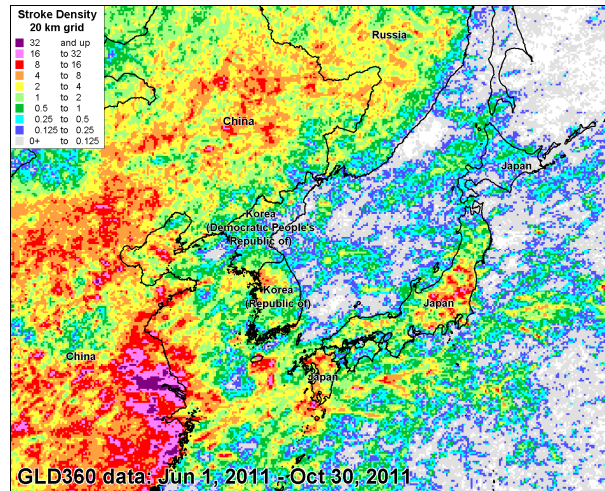 Stroke Density
20 km grid
32 and up
16 to 32
8 to 16
4 to 8
2 to 4
1 to 2
0.5 to 1
0.25 to 0.5
0.125 to 0.25
0+ to 0.125
Russia
China
Japan
Korea
(Democratic People's
Republic of)
Korea
(Republic of)
Japan
China
Japan
GLD360 data: Jun 1, 2011 - Oct 30, 2011